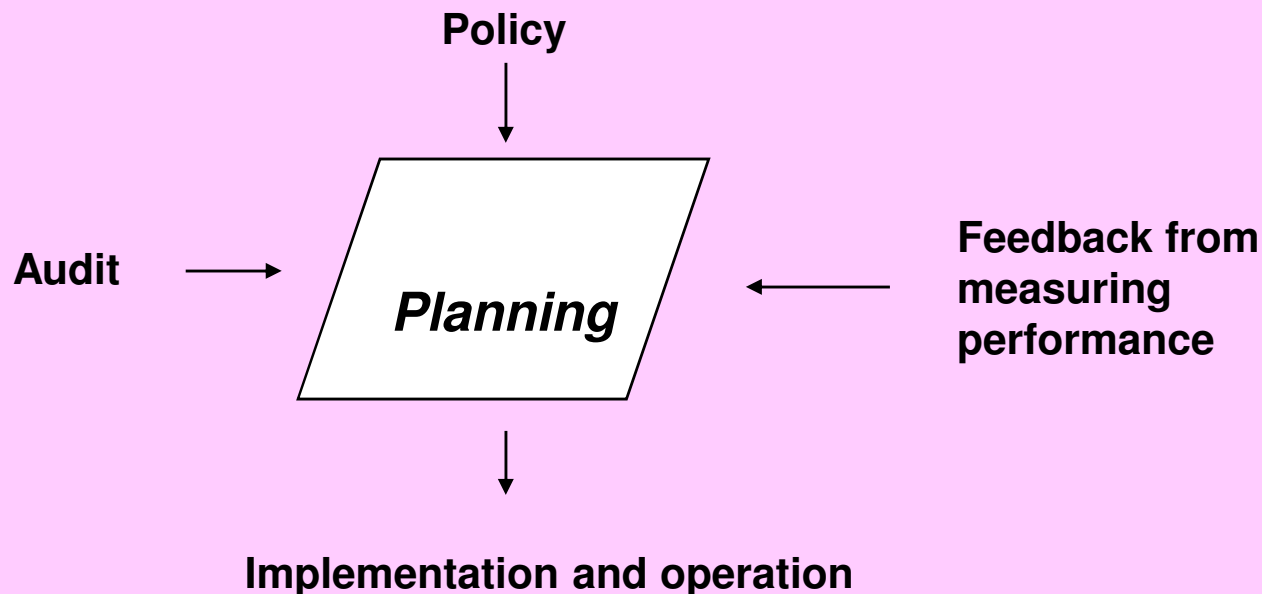 Policy
Audit
Planning
Feedback from
measuring
performance
Implementation and operation